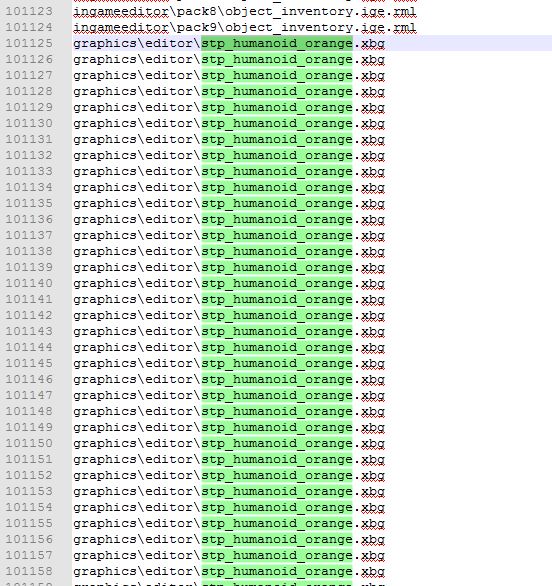 101123 ingameeditor\pack8\object_inventory.ige.rml
101124 ingameeditor\pack9\object_inventory.ige.rml
101125 graphics\editor\stp_humanoid_orange.xbg
101126 graphics\editor\stp_humanoid_orange.xbg
101127 graphics\editor\stp_humanoid_orange.xbg
101128 graphics\editor\stp_humanoid_orange.xbg
101129 graphics\editor\stp_humanoid_orange.xbg
101130 graphics\editor\stp_humanoid_orange.xbg
101131 graphics\editor\stp_humanoid_orange.xbg
101132 graphics\editor\stp_humanoid_orange.xbg
101133 graphics\editor\stp_humanoid_orange.xbg
101134 graphics\editor\stp_humanoid_orange.xbg
101135 graphics\editor\stp_humanoid_orange.xbg
101136 graphics\editor\stp_humanoid_orange.xbg
101137 graphics\editor\stp_humanoid_orange.xbg
101138 graphics\editor\stp_humanoid_orange.xbg
101139 graphics\editor\stp_humanoid_orange.xbg
101140 graphics\editor\stp_humanoid_orange.xbg
101141 graphics\editor\stp_humanoid_orange.xbg
101142 graphics\editor\stp_humanoid_orange.xbg
101143 graphics\editor\stp_humanoid_orange.xbg
101144 graphics\editor\stp_humanoid_orange.xbg
101145 graphics\editor\stp_humanoid_orange.xbg
101146 graphics\editor\stp_humanoid_orange.xbg
101147 graphics\editor\stp_humanoid_orange.xbg
101148 graphics\editor\stp_humanoid_orange.xbg
101149 graphics\editor\stp_humanoid_orange.xbg
101150 graphics\editor\stp_humanoid_orange.xbg
101151 graphics\editor\stp_humanoid_orange.xbg
101152 graphics\editor\stp_humanoid_orange.xbg
101153 graphics\editor\stp_humanoid_orange.xbg
101154 graphics\editor\stp_humanoid_orange.xbg
101155 graphics\editor\stp_humanoid_orange.xbg
101156 graphics\editor\stp_humanoid_orange.xbg
101157 graphics\editor\stp_humanoid_orange.xbg
101158 graphics\editor\stp_humanoid_orange.xbg